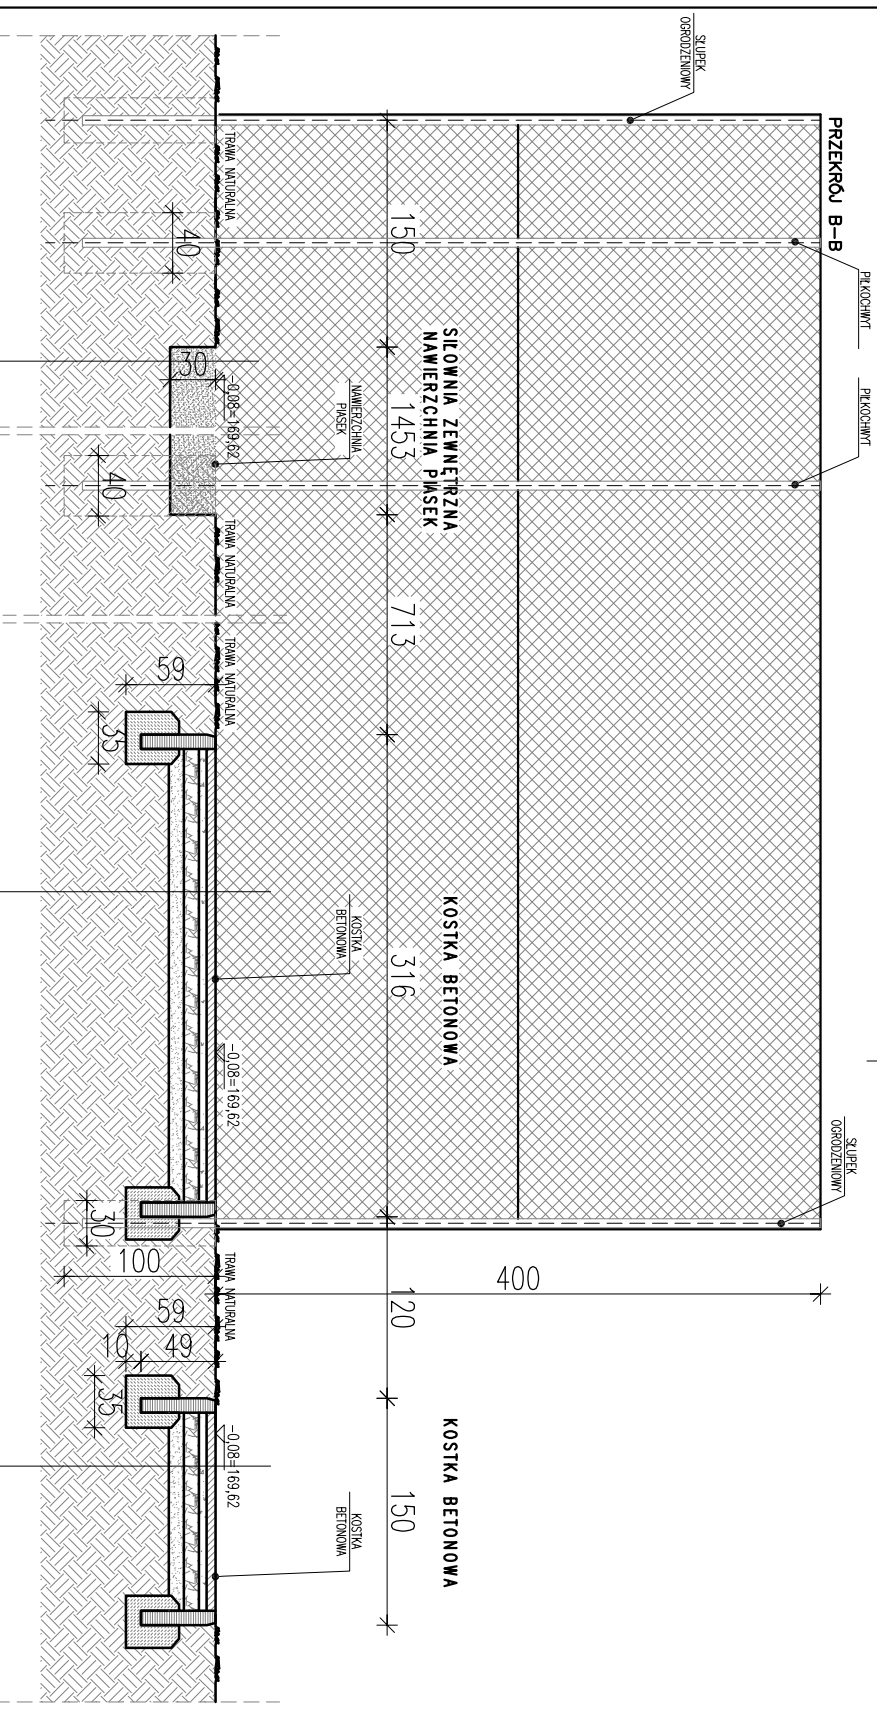 PRZEKRÓJ B-B
SŁUPEK
OGRODZENIOWY
PIŁKOCHWYT
PIŁKOCHWYT
SŁUPEK
OGRODZENIOWY
400
SIŁOWNIA ZEWNĘTRZNA
NAWIERZCHNIA PIASEK
KOSTKA BETONOWA
KOSTKA BETONOWA
150
1453
713
316
120
150
NAWIERZCHNIA
PIASEK
KOSTKA
BETONOWA
KOSTKA
BETONOWA
TRAWA NATURALNA
-0,08=169,62
TRAWA NATURALNA
TRAWA NATURALNA
-0,08=169,62
TRAWA NATURALNA
-0,08=169,62
40
30
40
59
35
30
100
59
10
49
35